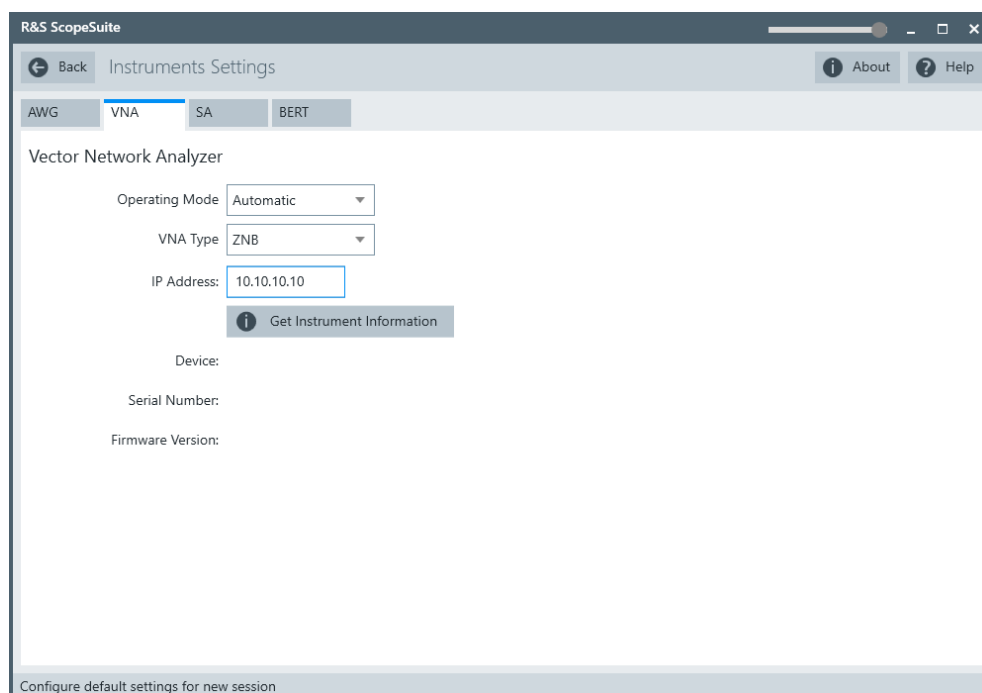 R&S ScopeSuite
Back Instruments Settings About Help
AWG VNA SA BERT
Vector Network Analyzer
Operating Mode Automatic
VNA Type ZNB
IP Address: 10.10.10.10
Get Instrument Information
Device:
Serial Number:
Firmware Version:
Configure default settings for new session